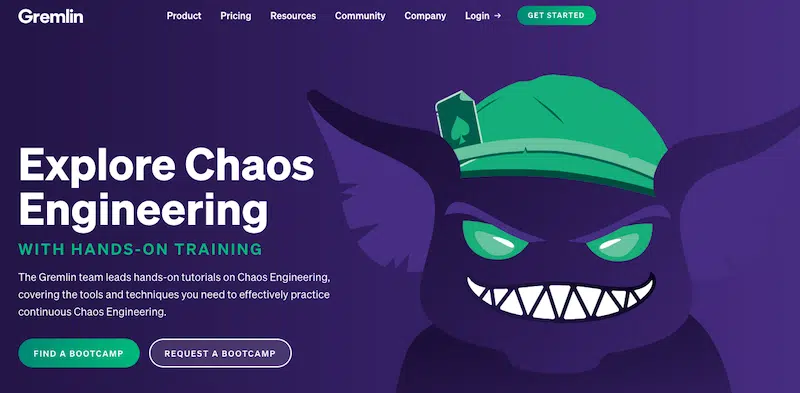 Gremlin
Product Pricing Resources Community Company Login → GET STARTED
Explore Chaos
Engineering
WITH HANDS-ON TRAINING
The Gremlin team leads hands-on tutorials on Chaos Engineering,
covering the tools and techniques you need to effectively practice
continuous Chaos Engineering.
FIND A BOOTCAMP REQUEST A BOOTCAMP